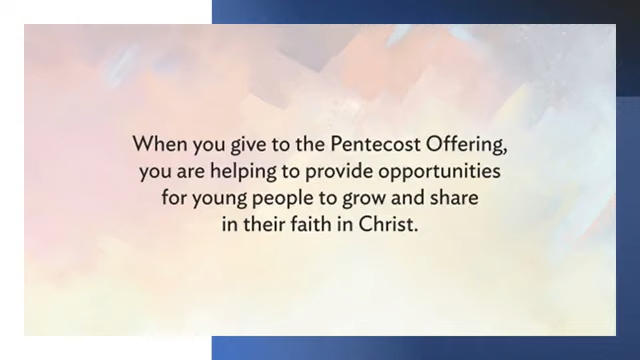 When you give to the Pentecost Offering,
you are helping to provide opportunities
for young people to grow and share
in their faith in Christ.